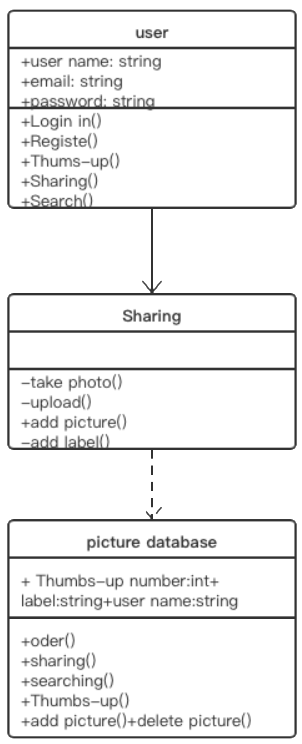 user
+user name: string
+email: string
+password: string
+Login in()
+Registe()
+Thums-up()
+Sharing()
+Search()
Sharing
-take photo()
-upload()
+add picture()
-add label()
picture database
+ Thumbs-up number:int+
label:string+user name:string
+oder()
+sharing()
+searching()
+Thumbs-up()
+add picture()+delete picture()